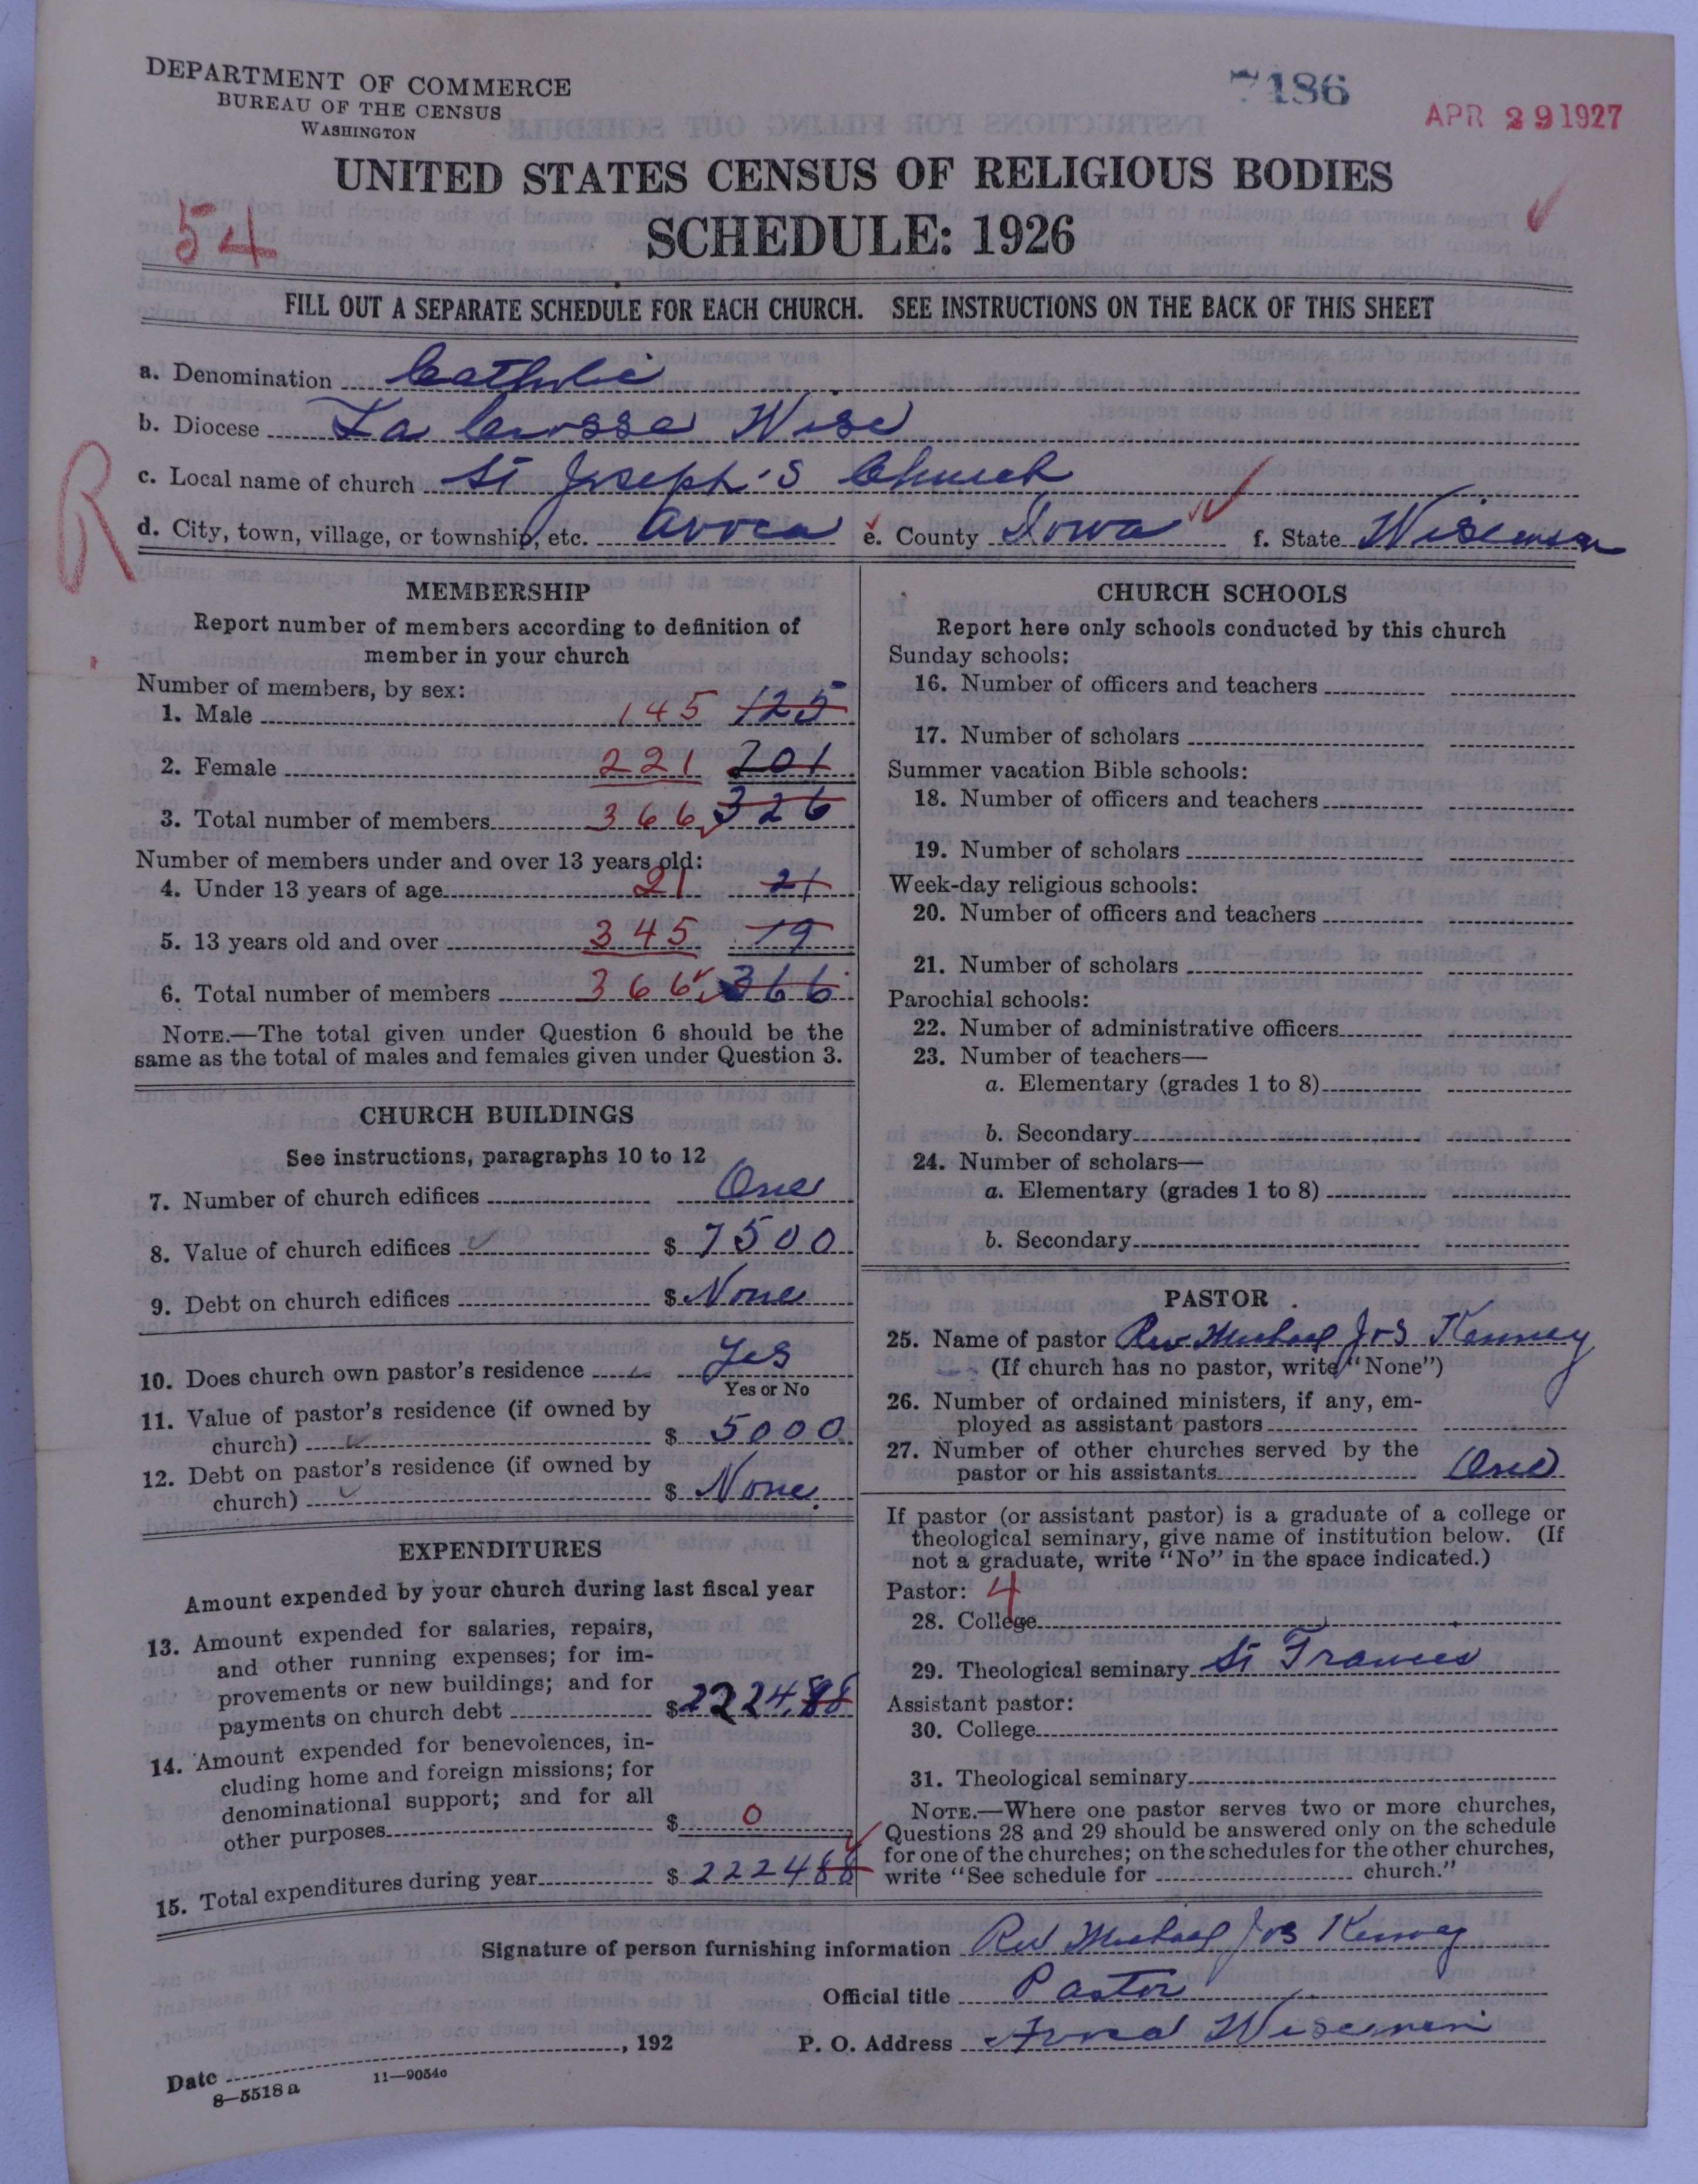 DEPARTMENT OF COMMERCE
BUREAU OF THE CENSUS
WASHINGTON
7186
APR 29 1927
UNITED STATES CENSUS OF RELIGIOUS BODIES
SCHEDULE: 1926
54
FILL OUT A SEPARATE SCHEDULE FOR EACH CHURCH. SEE INSTRUCTIONS ON THE BACK OF THIS SHEET
a. Denomination Catholic
b. Diocese La Crosse Wisc
c. Local name of church St Joseph's Church
R
d. City, town, village, or township, etc. Avoca e. County Iowa f. State Wisconsin
MEMBERSHIP
Report number of members according to definition of
member in your church
Number of members, by sex:
1. Male 145 125
2. Female 221 201
3. Total number of members 366 326
Number of members under and over 13 years old:
4. Under 13 years of age 21 21
5. 13 years old and over 345 19
6. Total number of members 366 366
NOTE.—The total given under Question 6 should be the
same as the total of males and females given under Question 3.
CHURCH BUILDINGS
See instructions, paragraphs 10 to 12
7. Number of church edifices One
8. Value of church edifices $ 7500
9. Debt on church edifices $ None
10. Does church own pastor's residence Yes
Yes or No
11. Value of pastor's residence (if owned by
church) $ 5000
12. Debt on pastor's residence (if owned by
church) $ None.
EXPENDITURES
Amount expended by your church during last fiscal year
13. Amount expended for salaries, repairs,
and other running expenses; for im-
provements or new buildings; and for
payments on church debt $ 2224.88
14. Amount expended for benevolences, in-
cluding home and foreign missions; for
denominational support; and for all
other purposes $ 0
15. Total expenditures during year $ 222488
CHURCH SCHOOLS
Report here only schools conducted by this church
Sunday schools:
16. Number of officers and teachers
17. Number of scholars
Summer vacation Bible schools:
18. Number of officers and teachers
19. Number of scholars
Week-day religious schools:
20. Number of officers and teachers
21. Number of scholars
Parochial schools:
22. Number of administrative officers
23. Number of teachers—
a. Elementary (grades 1 to 8)
b. Secondary
24. Number of scholars—
a. Elementary (grades 1 to 8)
b. Secondary
PASTOR
25. Name of pastor Rev Michael Jos Kenney
(If church has no pastor, write "None")
26. Number of ordained ministers, if any, em-
ployed as assistant pastors
27. Number of other churches served by the
pastor or his assistants One
If pastor (or assistant pastor) is a graduate of a college or
theological seminary, give name of institution below. (If
not a graduate, write "No" in the space indicated.)
Pastor: 4
28. College
29. Theological seminary St Francis
Assistant pastor:
30. College
31. Theological seminary
NOTE.—Where one pastor serves two or more churches,
Questions 28 and 29 should be answered only on the schedule
for one of the churches; on the schedules for the other churches,
write "See schedule for church."
Signature of person furnishing information Rev Michael Jos Kenney
Official title Pastor
Date , 192 P. O. Address Avoca Wisconsin
8—5518 a 11—9054c